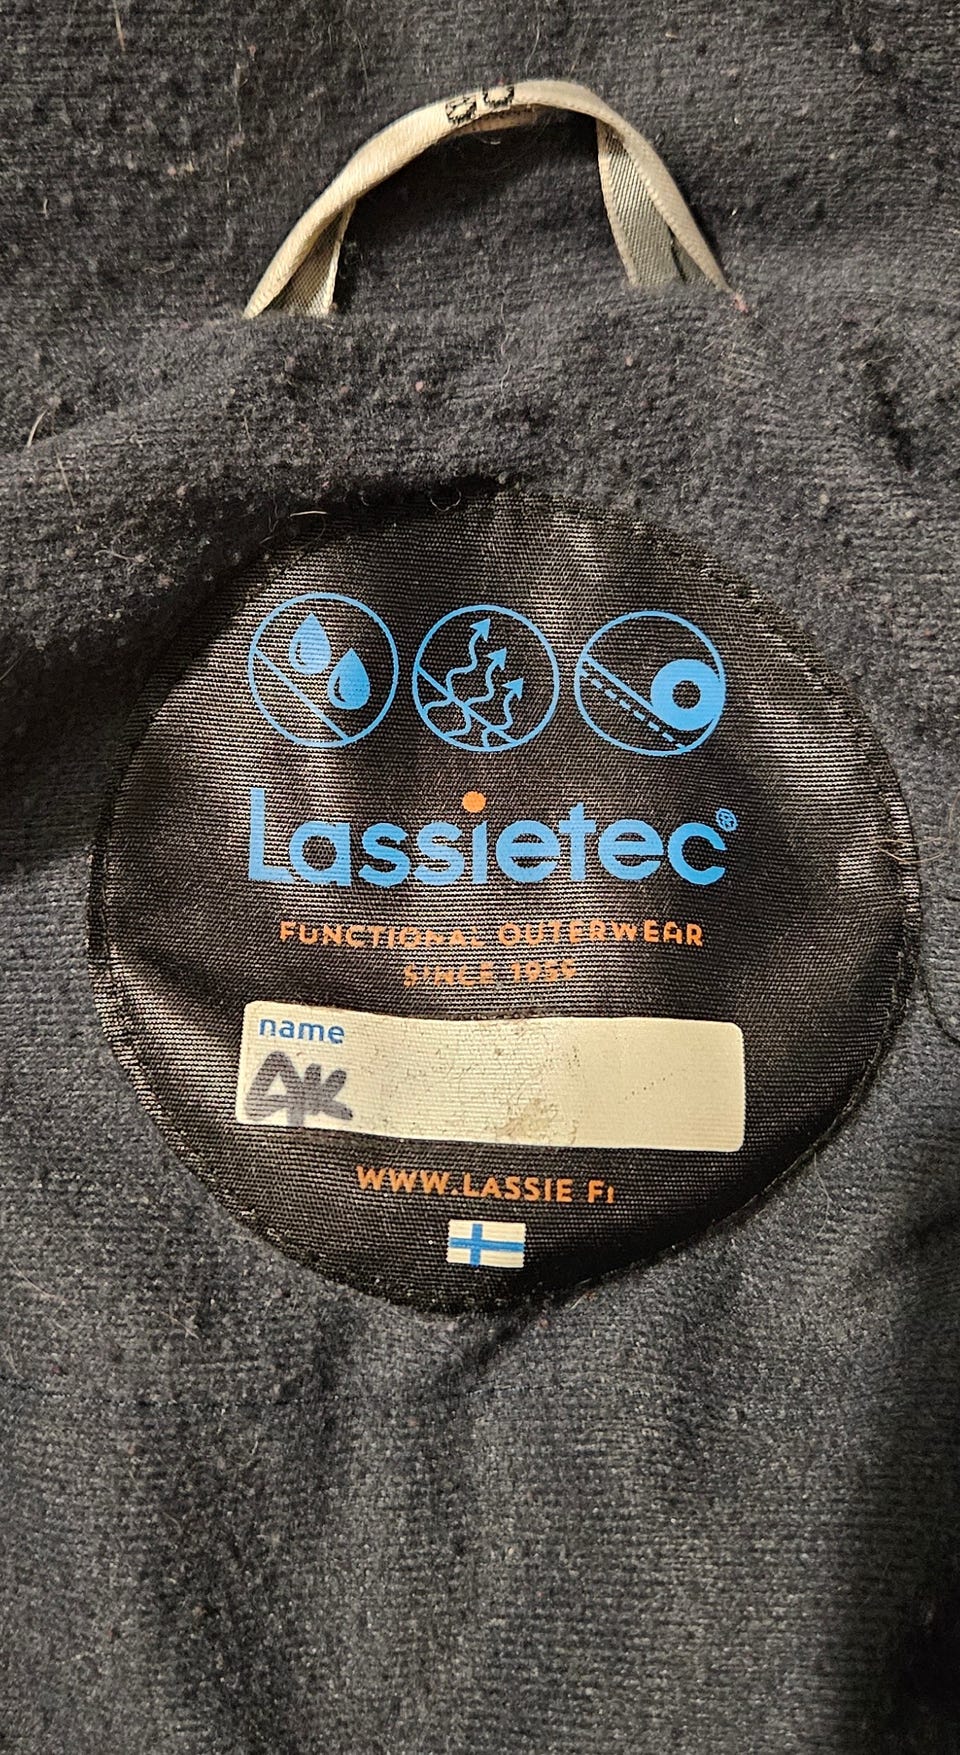 Lassietec®
FUNCTIONAL OUTERWEAR
SINCE 1955
name
AK
WWW.LASSIE FI